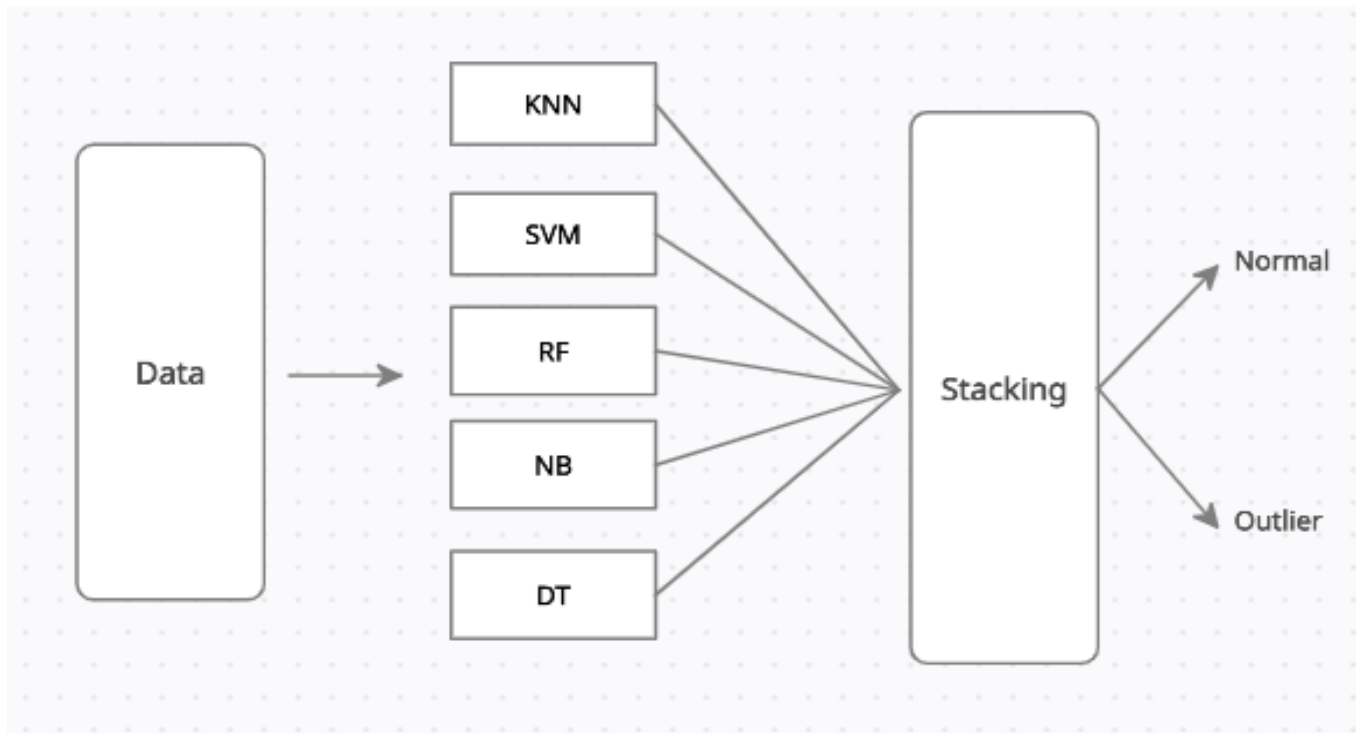 Data
KNN
SVM
RF
NB
DT
Stacking
Normal
Outlier